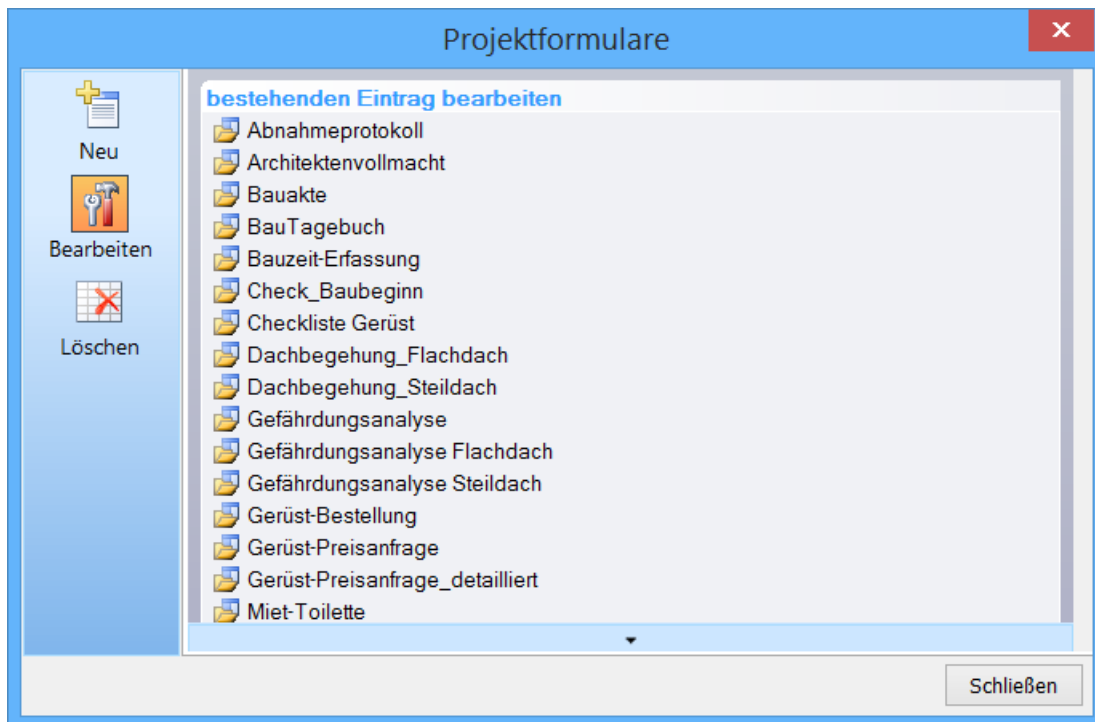 Projektformulare
Neu
Bearbeiten
Löschen
bestehenden Eintrag bearbeiten
Abnahmeprotokoll
Architektenvollmacht
Bauakte
BauTagebuch
Bauzeit-Erfassung
Check_Baubeginn
Checkliste Gerüst
Dachbegehung_Flachdach
Dachbegehung_Steildach
Gefährdungsanalyse
Gefährdungsanalyse Flachdach
Gefährdungsanalyse Steildach
Gerüst-Bestellung
Gerüst-Preisanfrage
Gerüst-Preisanfrage_detailliert
Miet-Toilette
Schließen